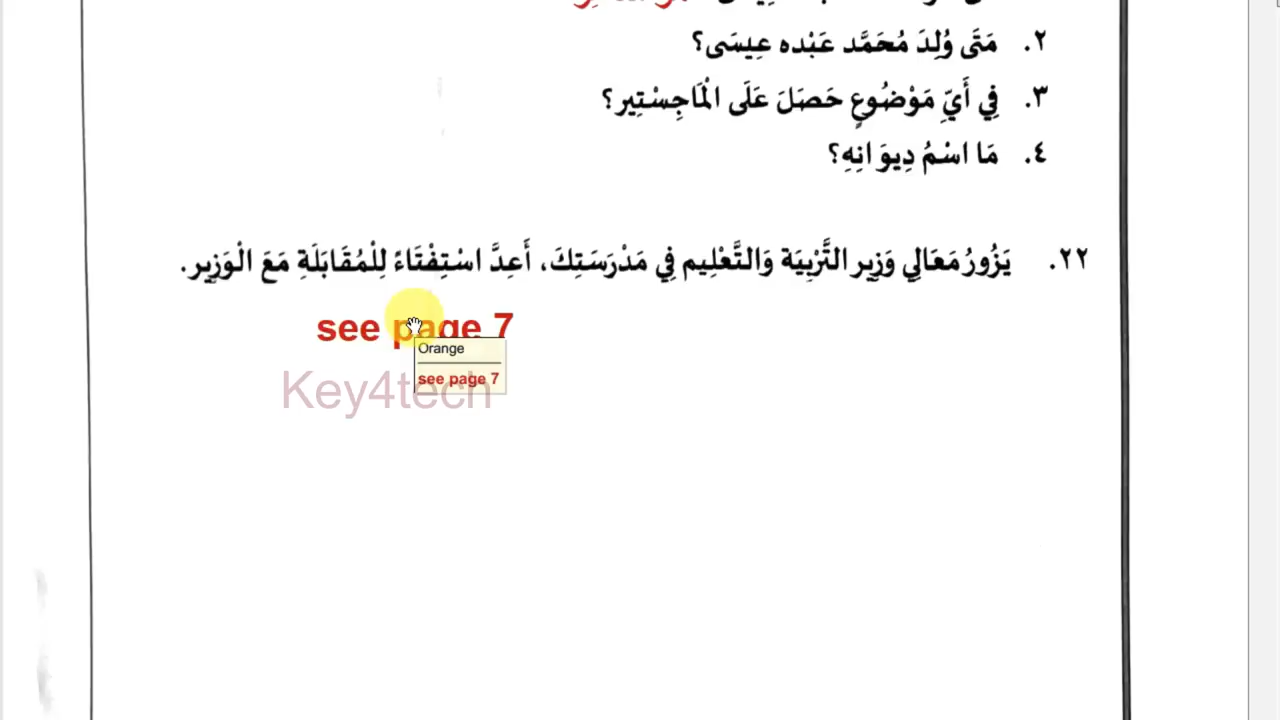 ٢. مَتَى وُلِدَ مُحَمَّد عَبْده عِيسَى؟
٣. فِي أَيِّ مَوْضُوعٍ حَصَلَ عَلَى الْمَاجِسْتِير؟
٤. مَا اسْمُ دِيوَانِهِ؟
٢٢. يَزُورُ مَعَالِي وَزِير التَّرْبِيَة وَالتَّعْلِيم فِي مَدْرَسَتِكَ، أَعِدَّ اسْتِفْتَاءً لِلْمُقَابَلَةِ مَعَ الْوَزِير.
see page 7
Orange
see page 7
Key4tech